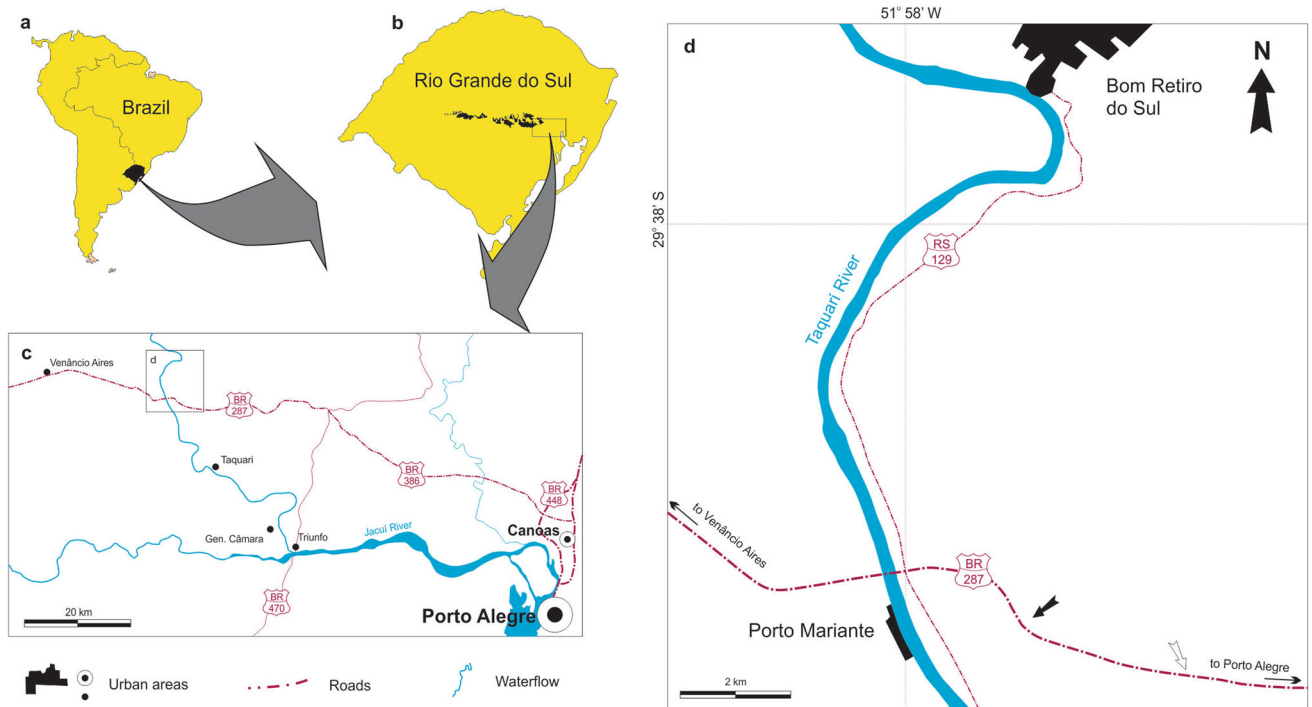 a
Brazil
b
Rio Grande do Sul
c
Venâncio Aires
d
BR
287
Taquari
BR
386
BR
448
Gen. Câmara
Triunfo
Jacuí River
Canoas
BR
470
20 km
Porto Alegre
Urban areas
Roads
Waterflow
51° 58' W
d
N
Bom Retiro
do Sul
29° 38' S
RS
129
Taquarí River
to Venâncio Aires
BR
287
Porto Mariante
to Porto Alegre
2 km